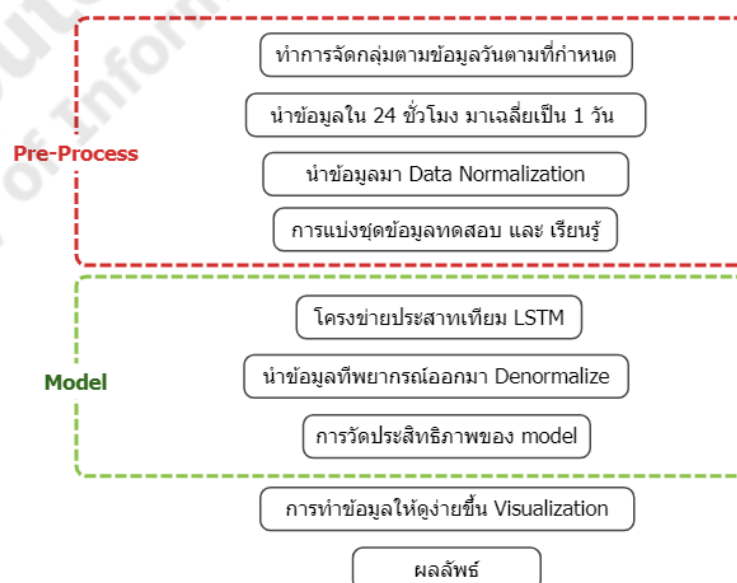 ทำการจัดกลุ่มตามข้อมูลวันตามที่กำหนด
นำข้อมูลใน 24 ชั่วโมง มาเฉลี่ยเป็น 1 วัน
Pre-Process
นำข้อมูลมา Data Normalization
การแบ่งชุดข้อมูลทดสอบ และ เรียนรู้
โครงข่ายประสาทเทียม LSTM
Model
นำข้อมูลที่พยากรณ์ออกมา Denormalize
การวัดประสิทธิภาพของ model
การทำข้อมูลให้ดูง่ายขึ้น Visualization
ผลลัพธ์
of Inform